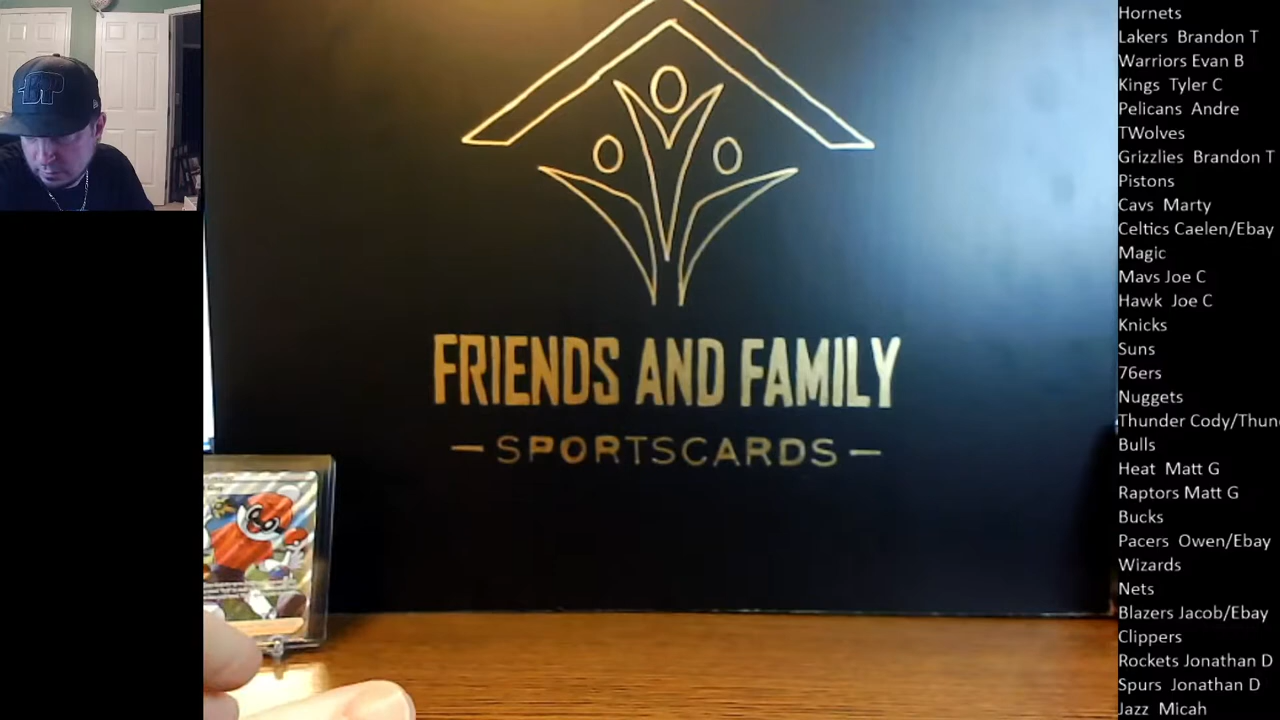 FRIENDS AND FAMILY
— SPORTSCARDS —
Hornets
Lakers Brandon T
Warriors Evan B
Kings Tyler C
Pelicans Andre
TWolves
Grizzlies Brandon T
Pistons
Cavs Marty
Celtics Caelen/Ebay
Magic
Mavs Joe C
Hawk Joe C
Knicks
Suns
76ers
Nuggets
Thunder Cody/Thun
Bulls
Heat Matt G
Raptors Matt G
Bucks
Pacers Owen/Ebay
Wizards
Nets
Blazers Jacob/Ebay
Clippers
Rockets Jonathan D
Spurs Jonathan D
Jazz Micah